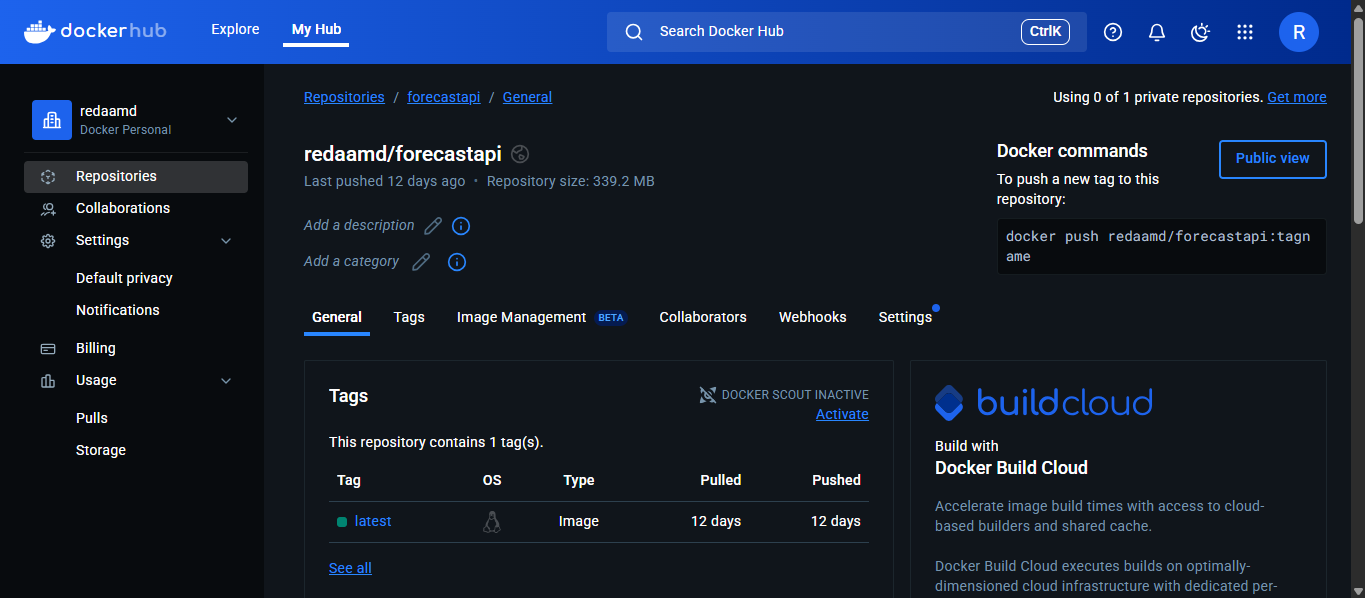 dockerhub
Explore
My Hub
Search Docker Hub
CtrlK
R
redaamd
Docker Personal
Repositories
Collaborations
Settings
Default privacy
Notifications
Billing
Usage
Pulls
Storage
Repositories / forecastapi / General
Using 0 of 1 private repositories. Get more
redaamd/forecastapi
Last pushed 12 days ago · Repository size: 339.2 MB
Add a description
Add a category
Docker commands
Public view
To push a new tag to this
repository:
docker push redaamd/forecastapi:tagn
ame
General
Tags
Image Management BETA
Collaborators
Webhooks
Settings
Tags
DOCKER SCOUT INACTIVE
Activate
This repository contains 1 tag(s).
Tag OS Type Pulled Pushed
latest Image 12 days 12 days
See all
buildcloud
Build with
Docker Build Cloud
Accelerate image build times with access to cloud-
based builders and shared cache.
Docker Build Cloud executes builds on optimally-
dimensioned cloud infrastructure with dedicated per-